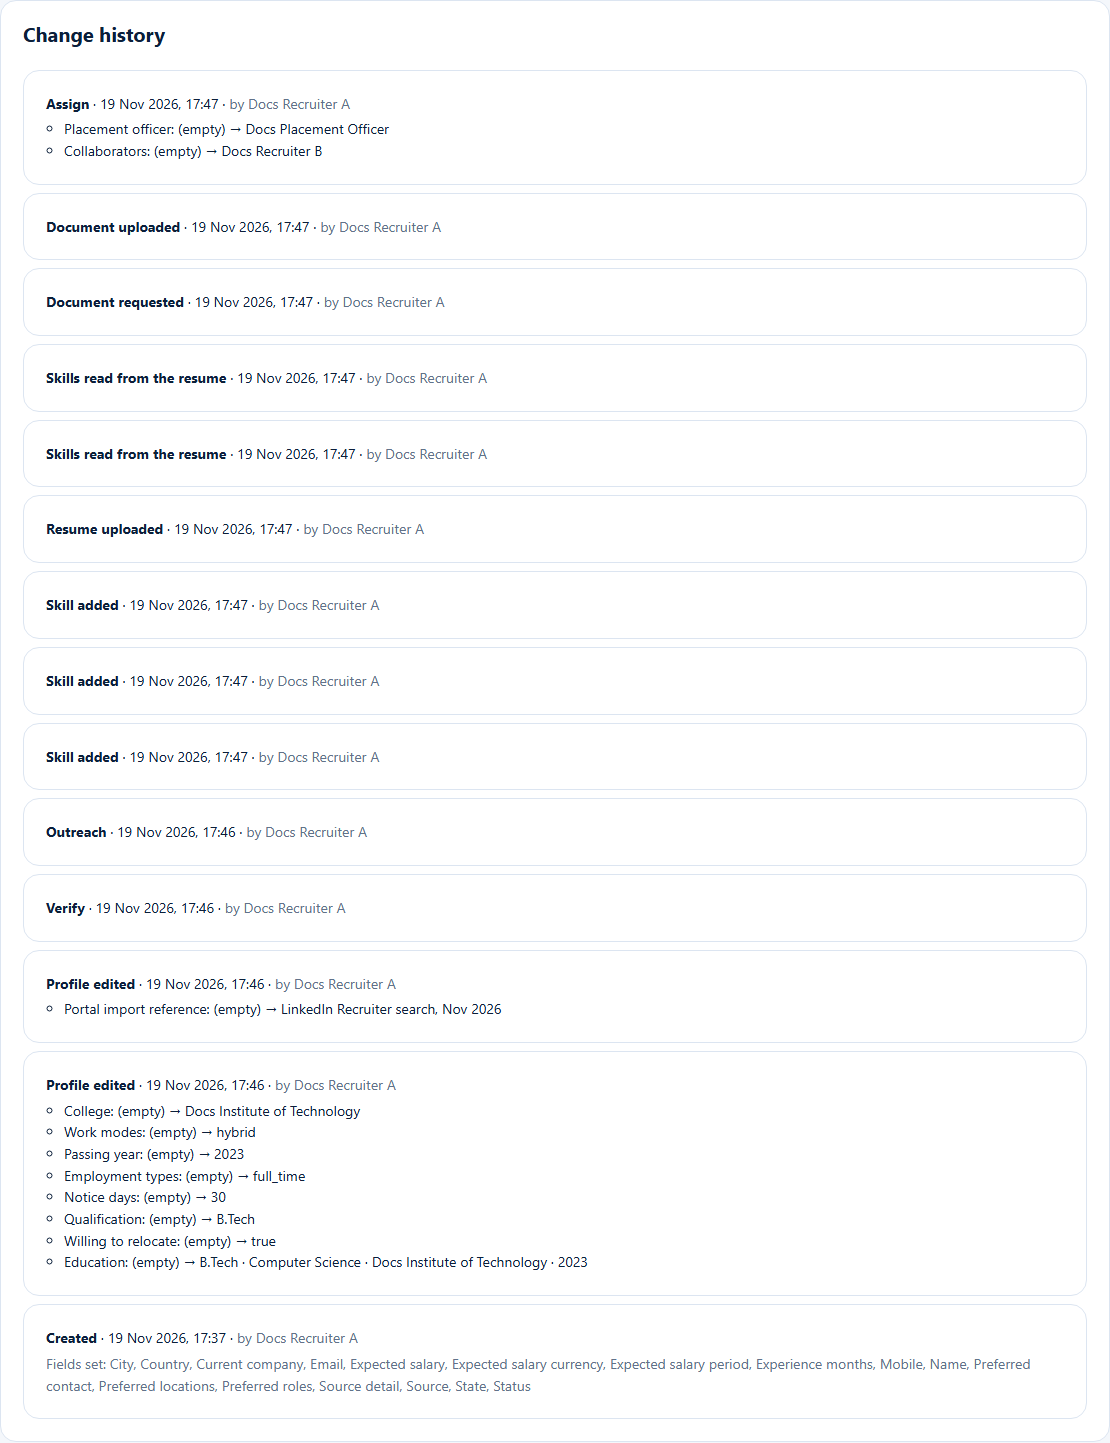 Change history
Assign · 19 Nov 2026, 17:47 · by Docs Recruiter A
Placement officer: (empty) → Docs Placement Officer
Collaborators: (empty) → Docs Recruiter B
Document uploaded · 19 Nov 2026, 17:47 · by Docs Recruiter A
Document requested · 19 Nov 2026, 17:47 · by Docs Recruiter A
Skills read from the resume · 19 Nov 2026, 17:47 · by Docs Recruiter A
Skills read from the resume · 19 Nov 2026, 17:47 · by Docs Recruiter A
Resume uploaded · 19 Nov 2026, 17:47 · by Docs Recruiter A
Skill added · 19 Nov 2026, 17:47 · by Docs Recruiter A
Skill added · 19 Nov 2026, 17:47 · by Docs Recruiter A
Skill added · 19 Nov 2026, 17:47 · by Docs Recruiter A
Outreach · 19 Nov 2026, 17:46 · by Docs Recruiter A
Verify · 19 Nov 2026, 17:46 · by Docs Recruiter A
Profile edited · 19 Nov 2026, 17:46 · by Docs Recruiter A
Portal import reference: (empty) → LinkedIn Recruiter search, Nov 2026
Profile edited · 19 Nov 2026, 17:46 · by Docs Recruiter A
College: (empty) → Docs Institute of Technology
Work modes: (empty) → hybrid
Passing year: (empty) → 2023
Employment types: (empty) → full_time
Notice days: (empty) → 30
Qualification: (empty) → B.Tech
Willing to relocate: (empty) → true
Education: (empty) → B.Tech · Computer Science · Docs Institute of Technology · 2023
Created · 19 Nov 2026, 17:37 · by Docs Recruiter A
Fields set: City, Country, Current company, Email, Expected salary, Expected salary currency, Expected salary period, Experience months, Mobile, Name, Preferred
contact, Preferred locations, Preferred roles, Source detail, Source, State, Status